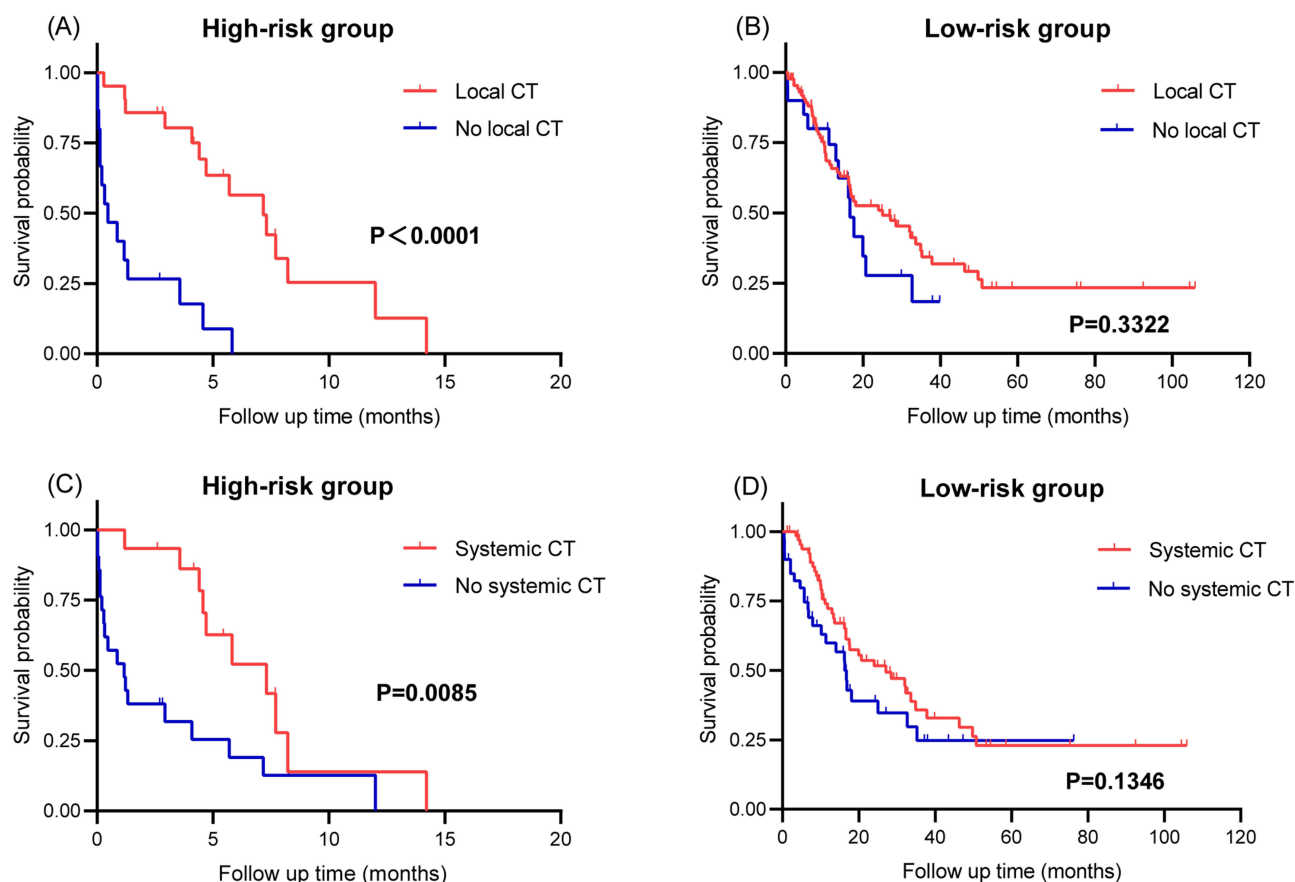 (A)
High-risk group
1.00
0.75
0.50
0.25
0.00
Survival probability
Local CT
No local CT
P<0.0001
0 5 10 15 20
Follow up time (months)
(B)
Low-risk group
1.00
0.75
0.50
0.25
0.00
Survival probability
Local CT
No local CT
P=0.3322
0 20 40 60 80 100 120
Follow up time (months)
(C)
High-risk group
1.00
0.75
0.50
0.25
0.00
Survival probability
Systemic CT
No systemic CT
P=0.0085
0 5 10 15 20
Follow up time (months)
(D)
Low-risk group
1.00
0.75
0.50
0.25
0.00
Survival probability
Systemic CT
No systemic CT
P=0.1346
0 20 40 60 80 100 120
Follow up time (months)